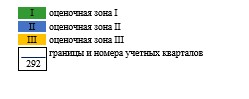 I оценочная зона I
II оценочная зона II
III оценочная зона III
границы и номера учетных кварталов
292